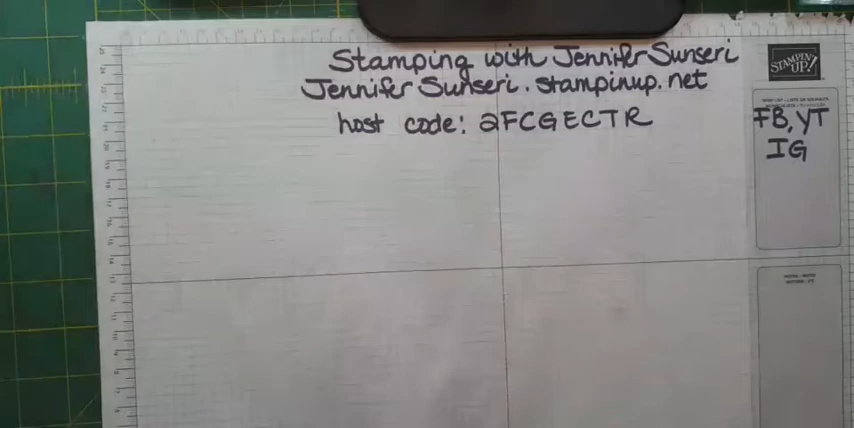 Stamping with Jennifer Sunseri
Jennifer Sunseri.stampinup.net
host code: 2FCGECTR
STAMPIN' UP!
FB, YT
IG